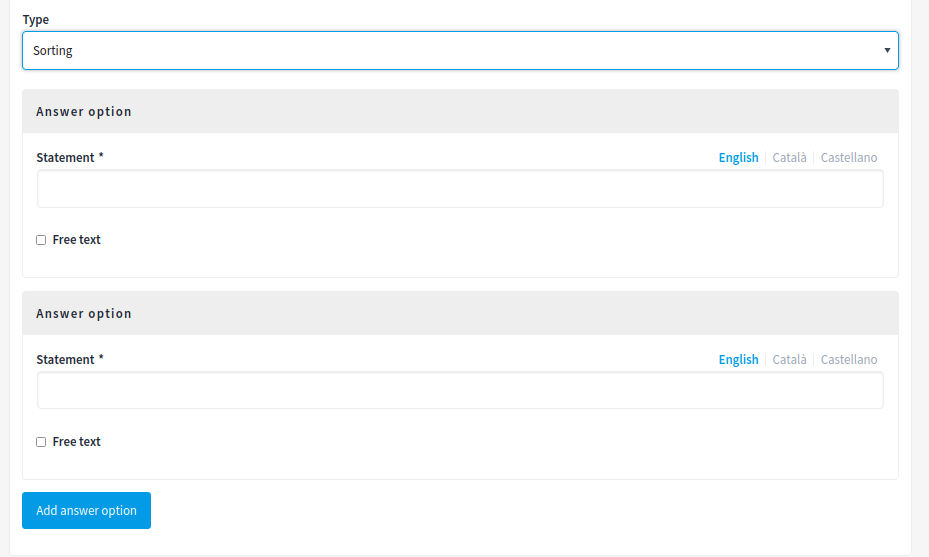 Type
Sorting
Answer option
Statement * English Català Castellano
Free text
Answer option
Statement * English Català Castellano
Free text
Add answer option